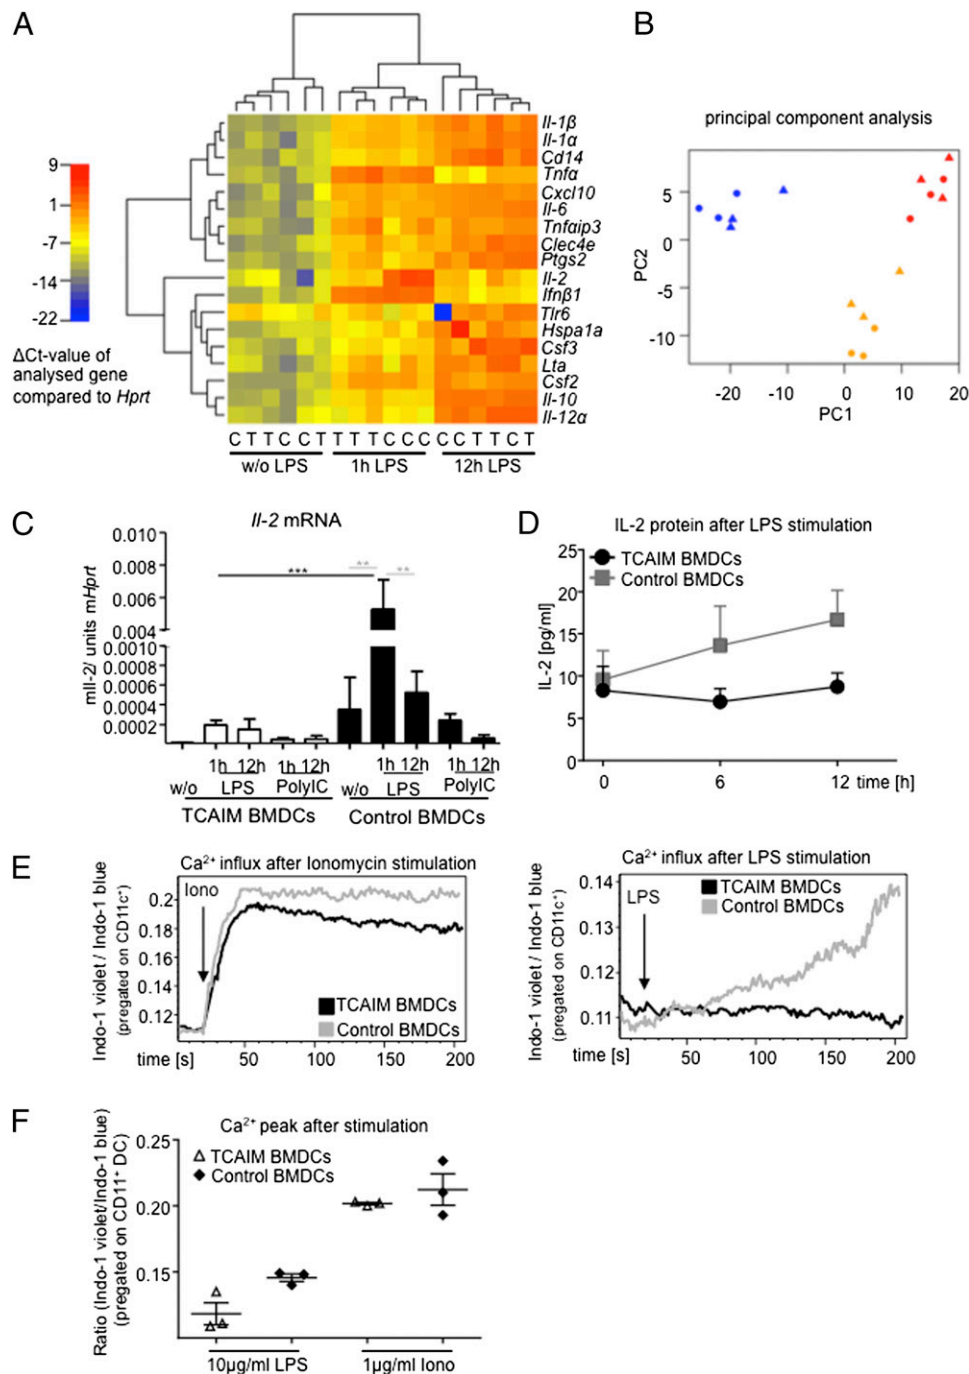 A
Il-1β
Il-1α
Cd14
Tnfα
Cxcl10
Il-6
Tnfaip3
Clec4e
Ptgs2
Il-2
Ifnβ1
Tlr6
Hspa1a
Csf3
Lta
Csf2
Il-10
Il-12α
9
1
-7
-14
-22
ΔCt-value of
analysed gene
compared to Hprt
C T T C C T T T T C C C C C T T C T
w/o LPS 1h LPS 12h LPS
B
principal component analysis
PC2
5
0
-5
-10
-20 -10 0 10 20
PC1
C
Il-2 mRNA
mIl-2/ units mHprt
0.010
0.008
0.006
0.004
0.0010
0.0008
0.0006
0.0004
0.0002
*** ** **
w/o 1h 12h 1h 12h w/o 1h 12h 1h 12h
LPS PolyIC LPS PolyIC
TCAIM BMDCs Control BMDCs
D
IL-2 protein after LPS stimulation
TCAIM BMDCs
Control BMDCs
IL-2 [pg/ml]
25
20
15
10
5
0
0 6 12 time [h]
E
Ca²⁺ influx after Ionomycin stimulation
Indo-1 violet / Indo-1 blue
(pregated on CD11c⁺)
0.2
0.18
0.16
0.14
0.12
Iono
TCAIM BMDCs
Control BMDCs
time [s] 50 100 150 200
Ca²⁺ influx after LPS stimulation
Indo-1 violet / Indo-1 blue
(pregated on CD11c⁺)
0.14
0.13
0.12
0.11
LPS
TCAIM BMDCs
Control BMDCs
time [s] 50 100 150 200
F
Ca²⁺ peak after stimulation
Ratio (Indo-1 violet/Indo-1 blue)
(pregated on CD11⁺ DC)
0.25
0.20
0.15
TCAIM BMDCs
Control BMDCs
10µg/ml LPS 1µg/ml Iono